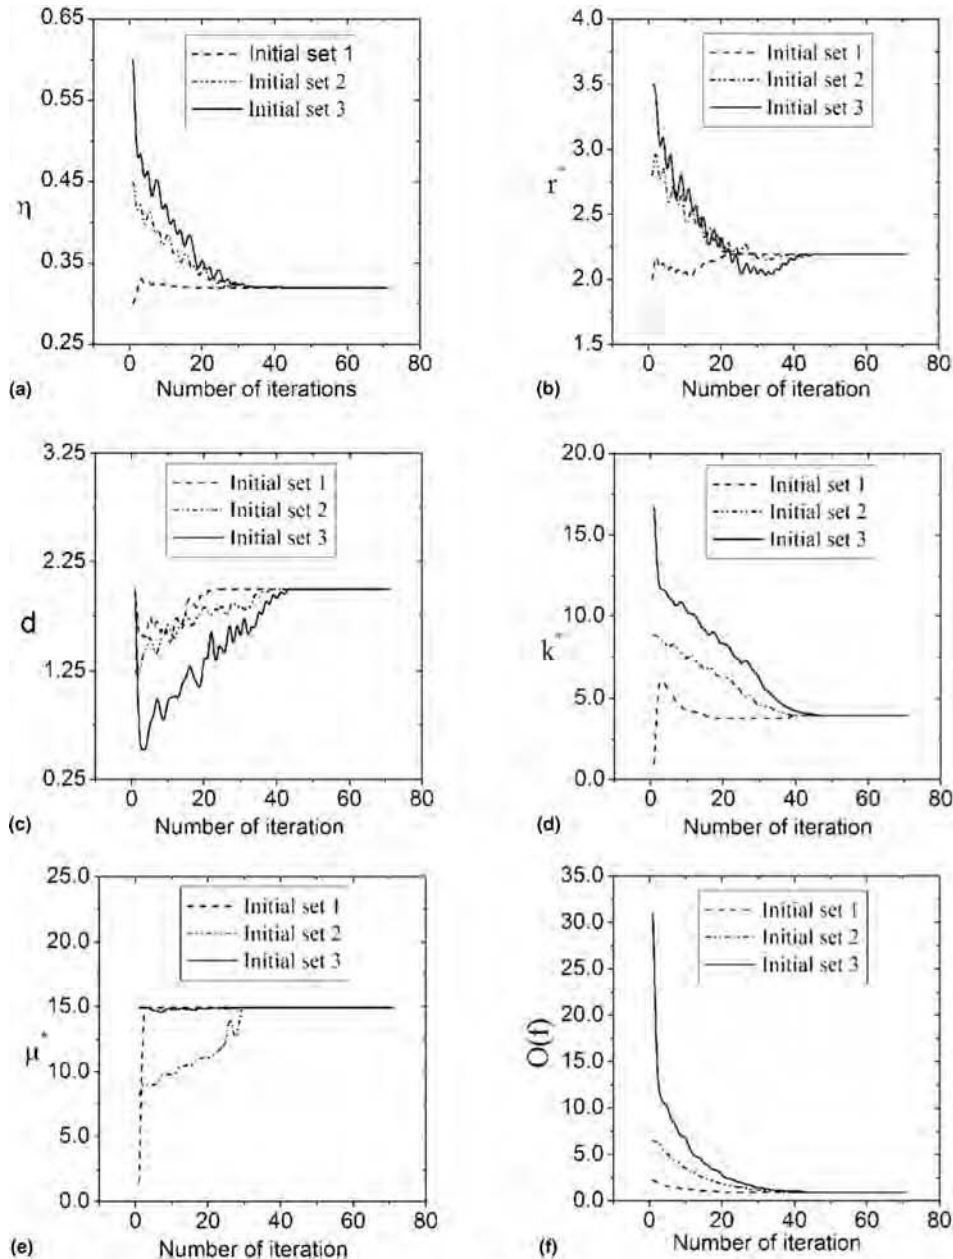 0.65
0.55
0.45
η
0.35
0.25
Initial set 1
Initial set 2
Initial set 3
0 20 40 60 80
(a)
Number of iterations
4.0
3.5
3.0
r*
2.5
2.0
1.5
Initial set 1
Initial set 2
Initial set 3
0 20 40 60 80
(b)
Number of iteration
3.25
2.25
d
1.25
0.25
Initial set 1
Initial set 2
Initial set 3
0 20 40 60 80
(c)
Number of iteration
20.0
15.0
10.0
k*
5.0
0.0
Initial set 1
Initial set 2
Initial set 3
0 20 40 60 80
(d)
Number of iteration
25.0
20.0
15.0
μ*
10.0
5.0
0.0
Initial set 1
Initial set 2
Initial set 3
0 20 40 60 80
(e)
Number of iteration
35.0
30.0
25.0
20.0
O(f)
15.0
10.0
5.0
0.0
Initial set 1
Initial set 2
Initial set 3
0 20 40 60 80
(f)
Number of iteration